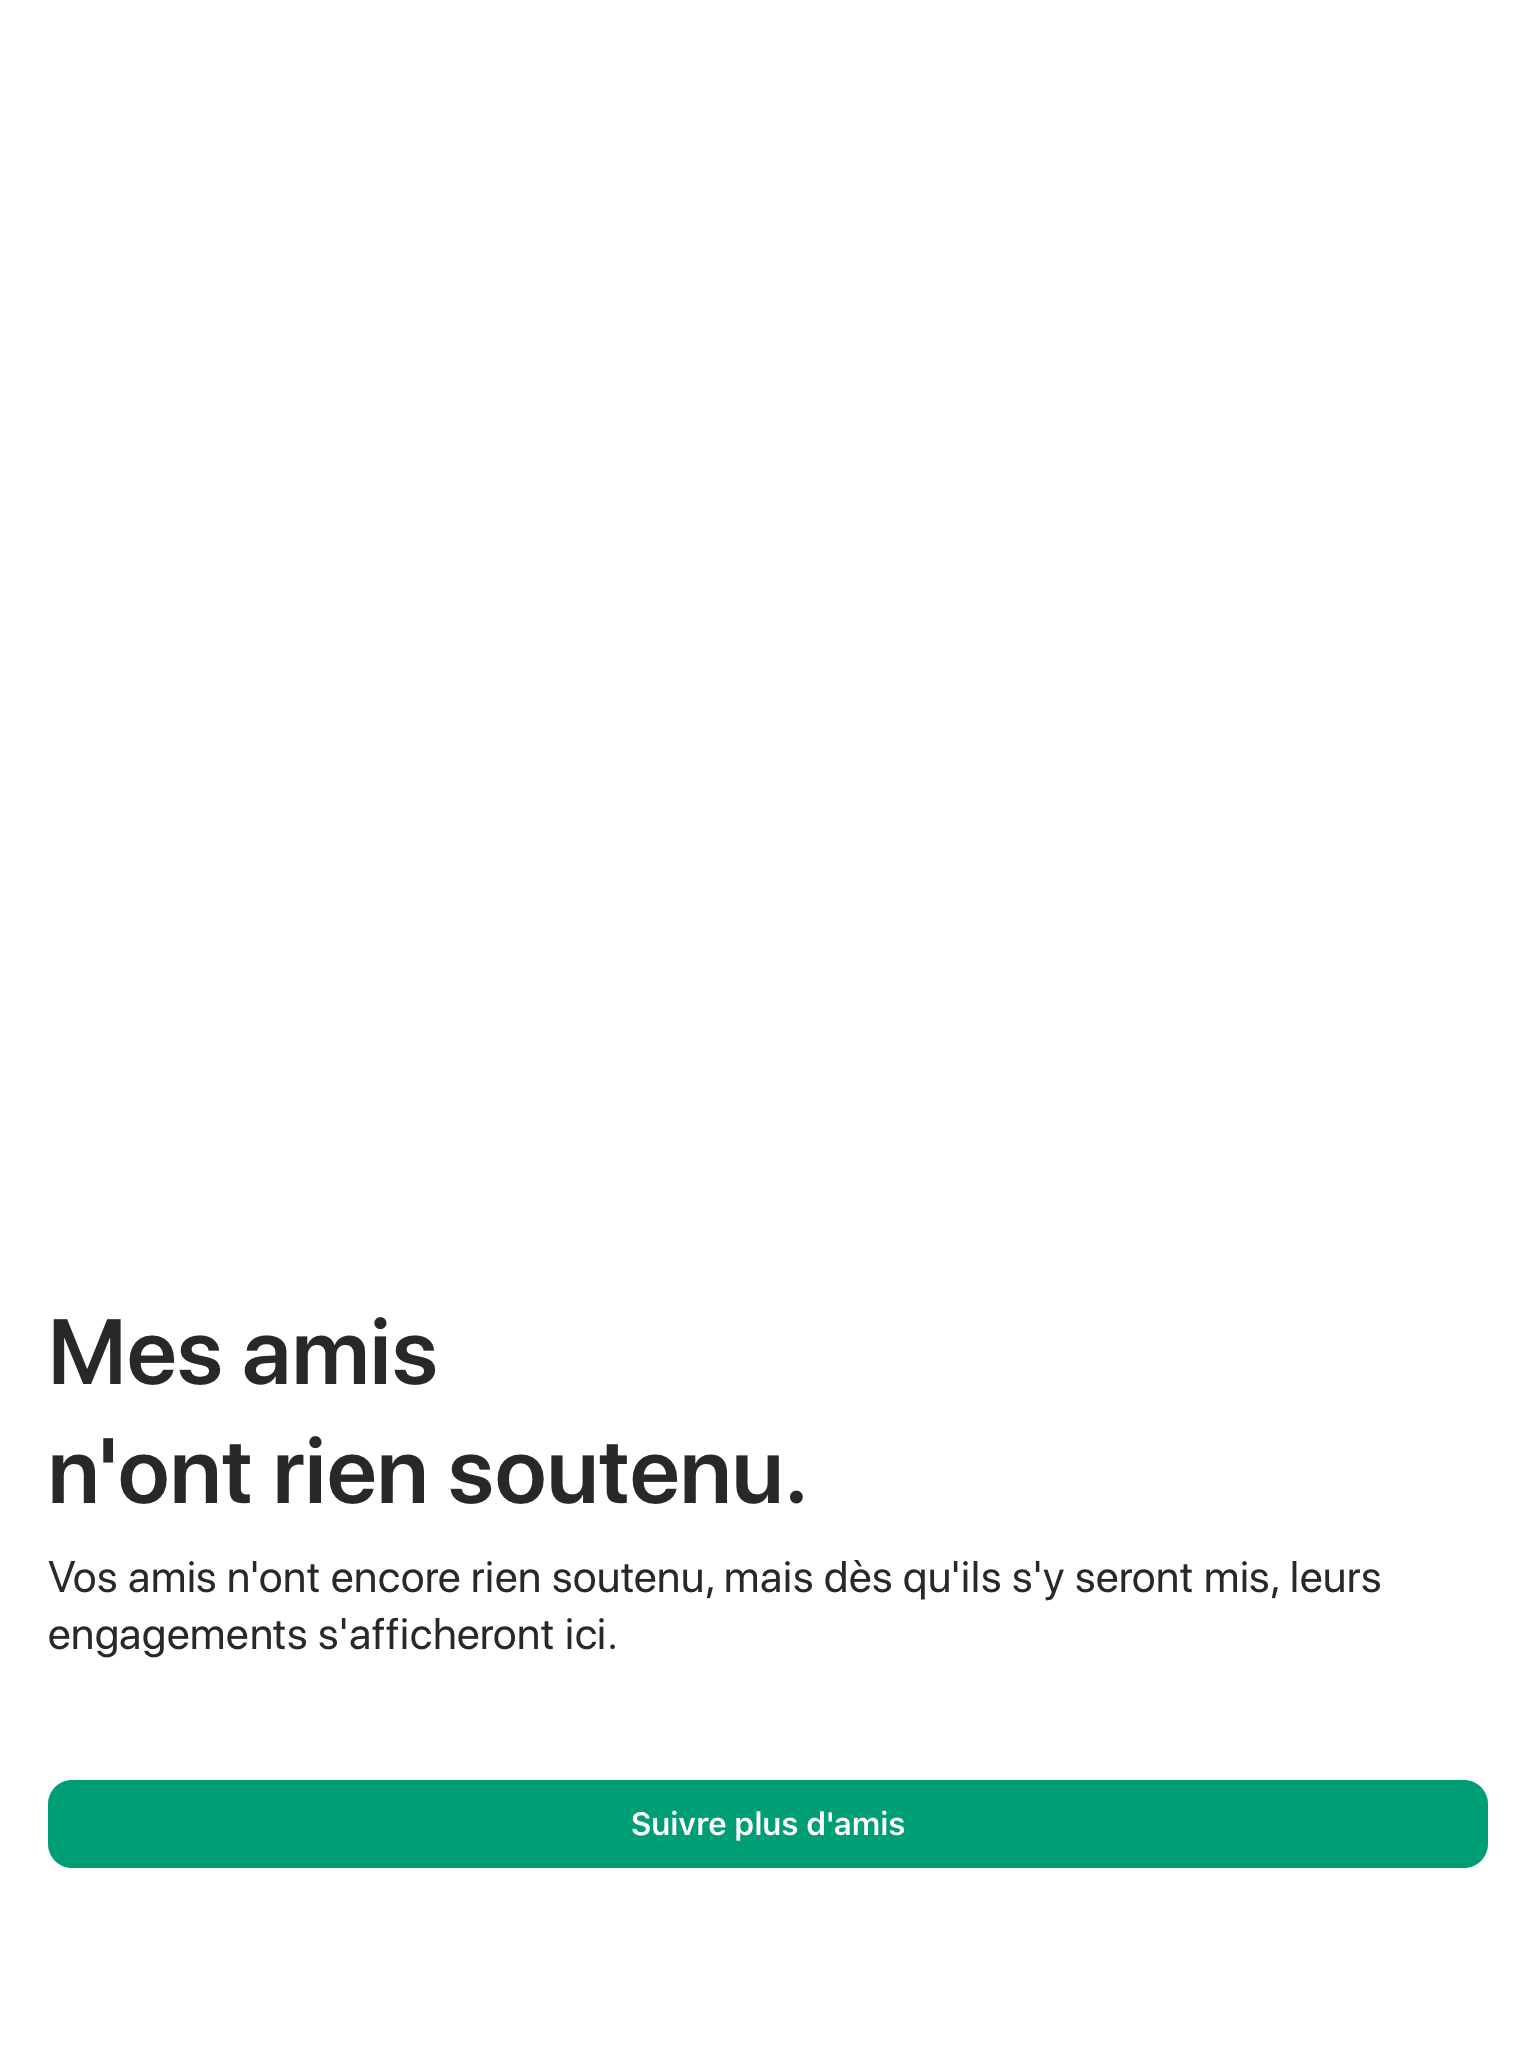 Mes amis
n'ont rien soutenu.
Vos amis n'ont encore rien soutenu, mais dès qu'ils s'y seront mis, leurs
engagements s'afficheront ici.
Suivre plus d'amis